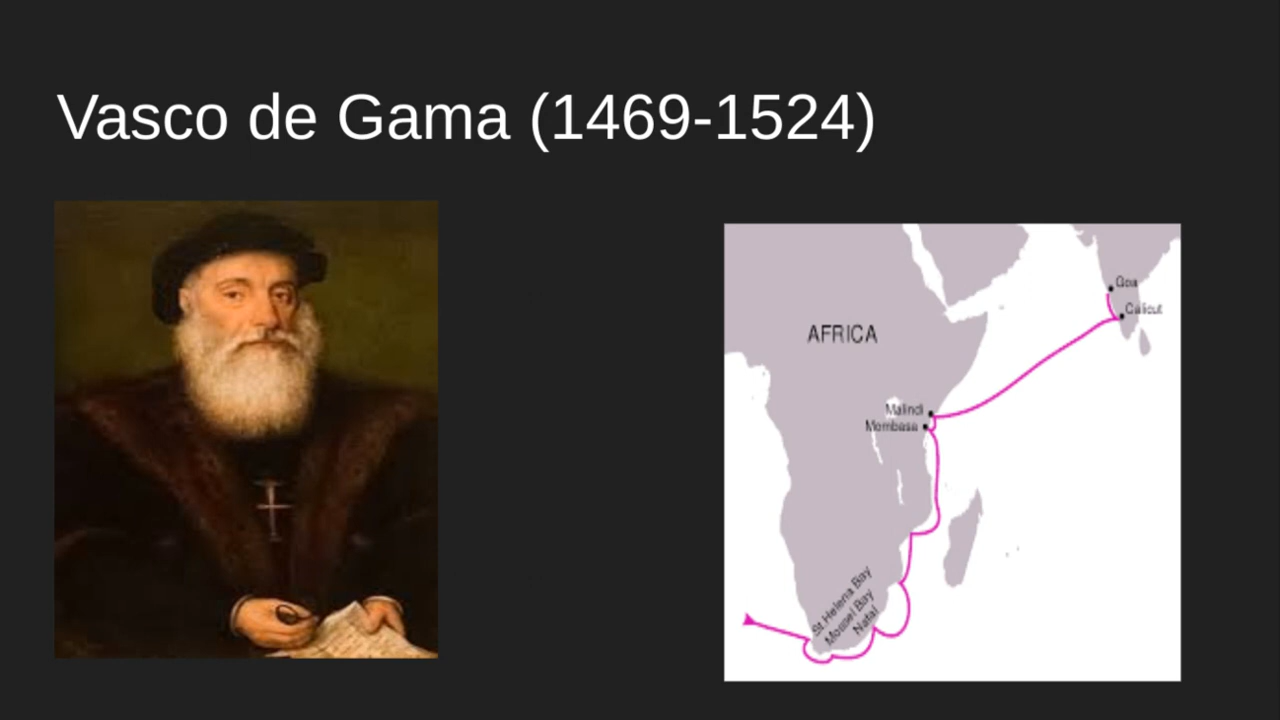 Vasco de Gama (1469-1524)
AFRICA
Goa
Calicut
Malindi
Mombasa
St Helena Bay
Mossel Bay
Natal